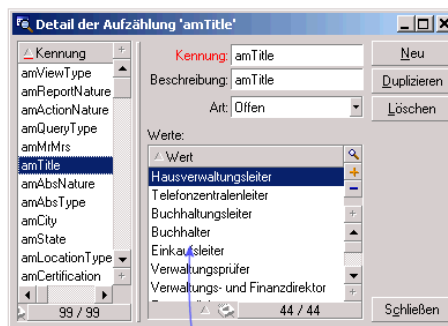 Detail der Aufzählung 'amTitle'
Kennung
amViewType
amReportNature
amActionNature
amQueryType
amMrMrs
amTitle
amAbsNature
amAbsType
amCity
amState
amLocationType
amCertification
99 / 99
Kennung: amTitle
Beschreibung: amTitle
Art: Offen
Werte:
Wert
Hausverwaltungsleiter
Telefonzentralenleiter
Buchhaltungsleiter
Buchhalter
Einkaufsleiter
Verwaltungsprüfer
Verwaltungs- und Finanzdirektor
44 / 44
Neu
Duplizieren
Löschen
Schließen